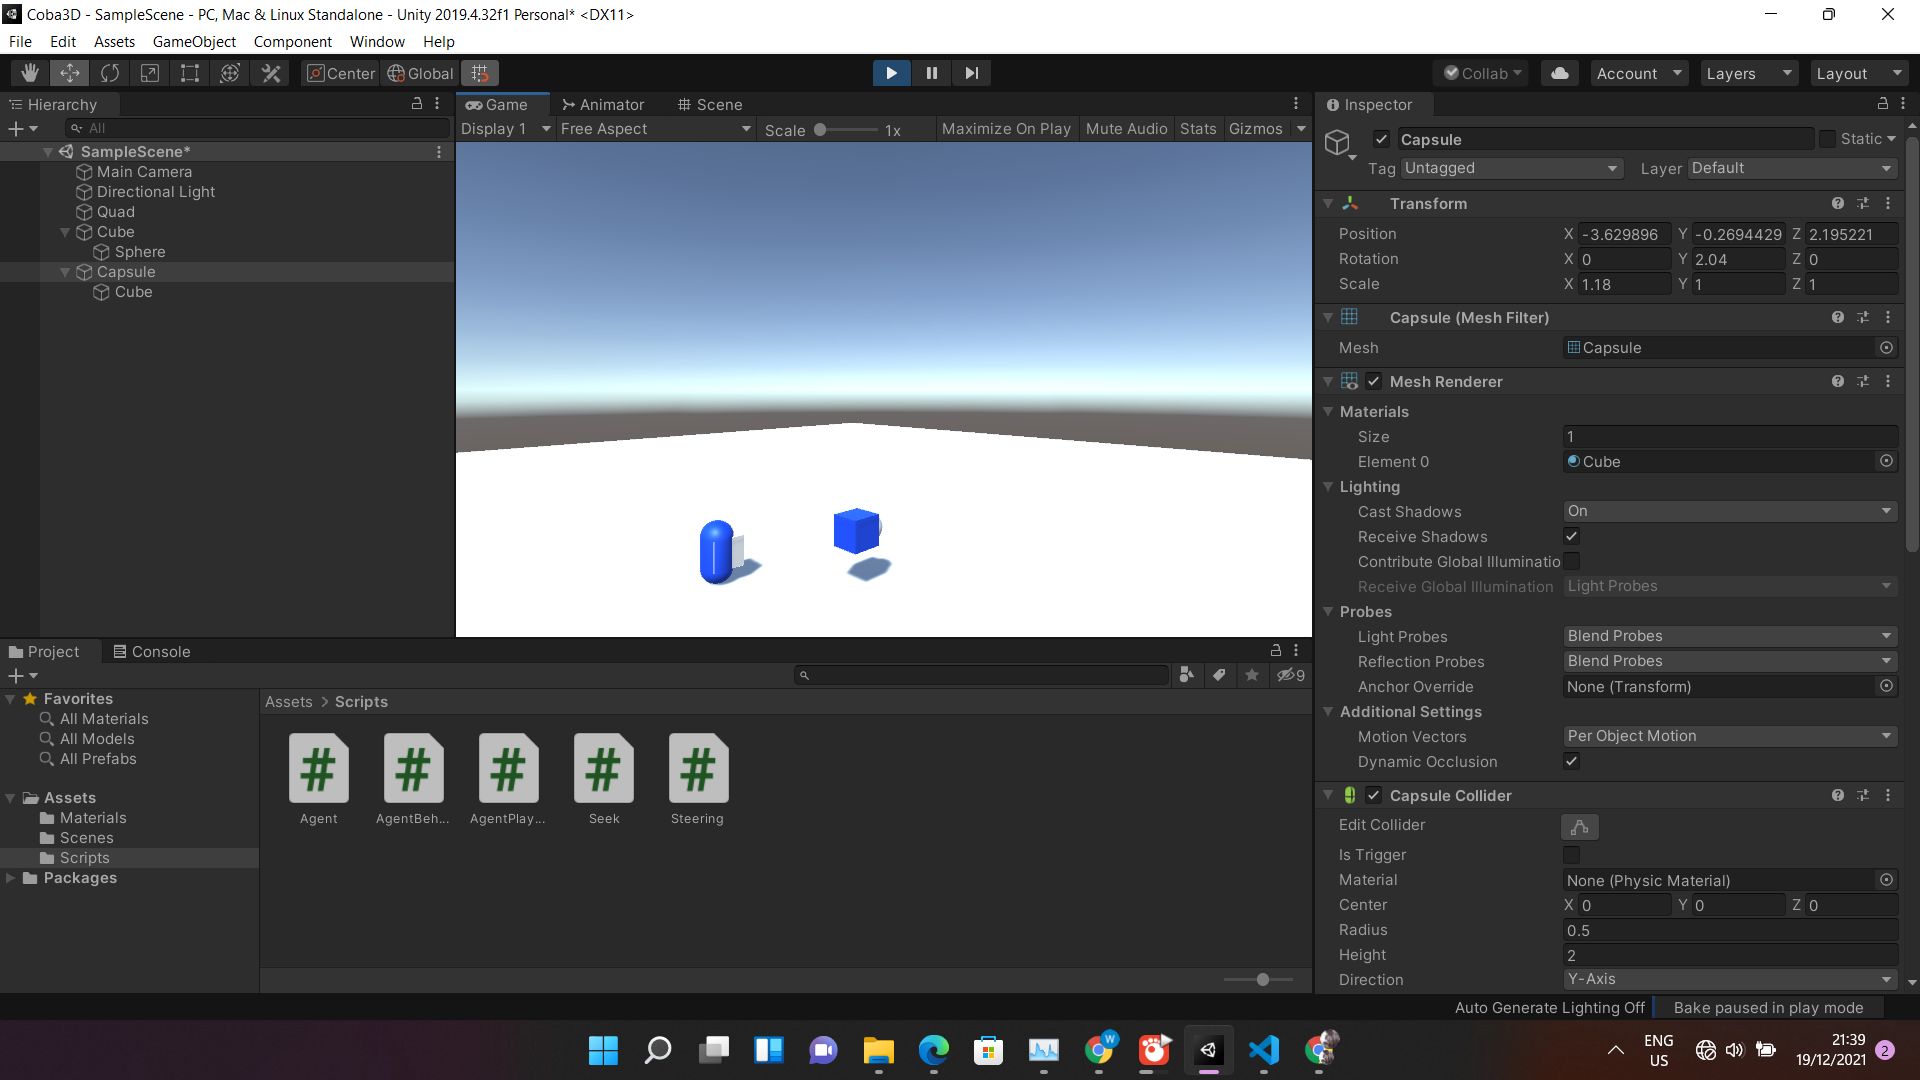 Coba3D - SampleScene - PC, Mac & Linux Standalone - Unity 2019.4.32f1 Personal* <DX11>
File Edit Assets GameObject Component Window Help
Center Global Collab Account Layers Layout
Hierarchy
All
SampleScene*
Main Camera
Directional Light
Quad
Cube
Sphere
Capsule
Cube
Game Animator Scene
Display 1 Free Aspect Scale 1x Maximize On Play Mute Audio Stats Gizmos
Inspector
Capsule Static
Tag Untagged Layer Default
Transform
Position X -3.629896 Y -0.2694429 Z 2.195221
Rotation X 0 Y 2.04 Z 0
Scale X 1.18 Y 1 Z 1
Capsule (Mesh Filter)
Mesh Capsule
Mesh Renderer
Materials
Size 1
Element 0 Cube
Lighting
Cast Shadows On
Receive Shadows
Contribute Global Illuminatio
Receive Global Illumination Light Probes
Probes
Light Probes Blend Probes
Reflection Probes Blend Probes
Anchor Override None (Transform)
Additional Settings
Motion Vectors Per Object Motion
Dynamic Occlusion
Capsule Collider
Edit Collider
Is Trigger
Material None (Physic Material)
Center X 0 Y 0 Z 0
Radius 0.5
Height 2
Direction Y-Axis
Project Console
9
Favorites
All Materials
All Models
All Prefabs
Assets
Materials
Scenes
Scripts
Packages
Assets > Scripts
Agent AgentBeh... AgentPlay... Seek Steering
Auto Generate Lighting Off Bake paused in play mode
W
ENG
US
21:39
19/12/2021
2